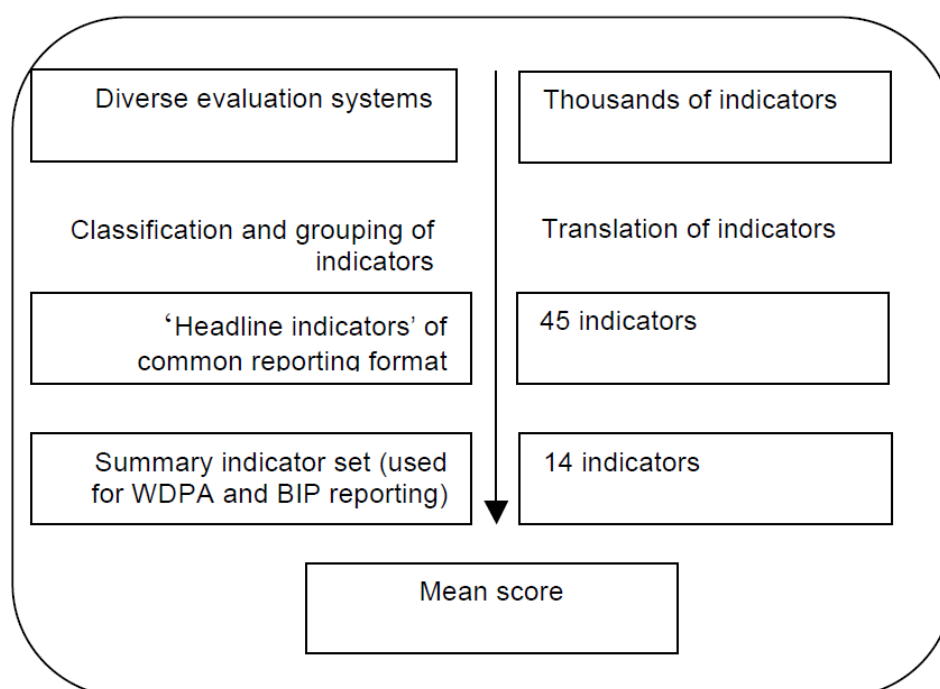 Diverse evaluation systems
Thousands of indicators
Classification and grouping of
indicators
Translation of indicators
‘Headline indicators’ of
common reporting format
45 indicators
Summary indicator set (used
for WDPA and BIP reporting)
14 indicators
Mean score